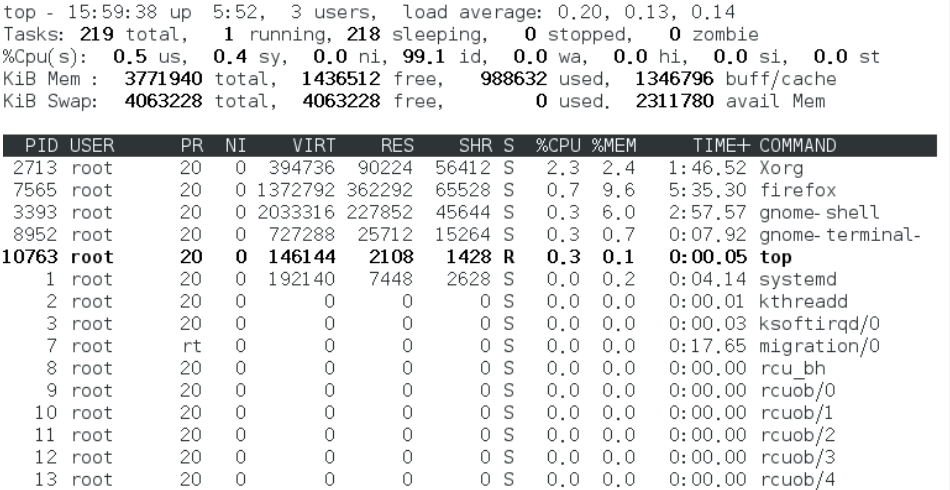 top - 15:59:38 up  5:52,  3 users,  load average: 0.20, 0.13, 0.14
Tasks: 219 total,   1 running, 218 sleeping,   0 stopped,   0 zombie
%Cpu(s):  0.5 us,  0.4 sy,  0.0 ni, 99.1 id,  0.0 wa,  0.0 hi,  0.0 si,  0.0 st
KiB Mem :  3771940 total,  1436512 free,   988632 used,  1346796 buff/cache
KiB Swap:  4063228 total,  4063228 free,        0 used.  2311780 avail Mem
PID USER      PR  NI    VIRT    RES    SHR S  %CPU %MEM     TIME+ COMMAND
2713 root      20   0  394736  90224  56412 S   2.3  2.4   1:46.52 Xorg
7565 root      20   0 1372792 362292  65528 S   0.7  9.6   5:35.30 firefox
3393 root      20   0 2033316 227852  45644 S   0.3  6.0   2:57.57 gnome-shell
8952 root      20   0  727288  25712  15264 S   0.3  0.7   0:07.92 gnome-terminal-
10763 root      20   0  146144   2108   1428 R   0.3  0.1   0:00.05 top
1 root      20   0  192140   7448   2628 S   0.0  0.2   0:04.14 systemd
2 root      20   0       0      0      0 S   0.0  0.0   0:00.01 kthreadd
3 root      20   0       0      0      0 S   0.0  0.0   0:00.03 ksoftirqd/0
7 root      rt   0       0      0      0 S   0.0  0.0   0:17.65 migration/0
8 root      20   0       0      0      0 S   0.0  0.0   0:00.00 rcu_bh
9 root      20   0       0      0      0 S   0.0  0.0   0:00.00 rcuob/0
10 root      20   0       0      0      0 S   0.0  0.0   0:00.00 rcuob/1
11 root      20   0       0      0      0 S   0.0  0.0   0:00.00 rcuob/2
12 root      20   0       0      0      0 S   0.0  0.0   0:00.00 rcuob/3
13 root      20   0       0      0      0 S   0.0  0.0   0:00.00 rcuob/4